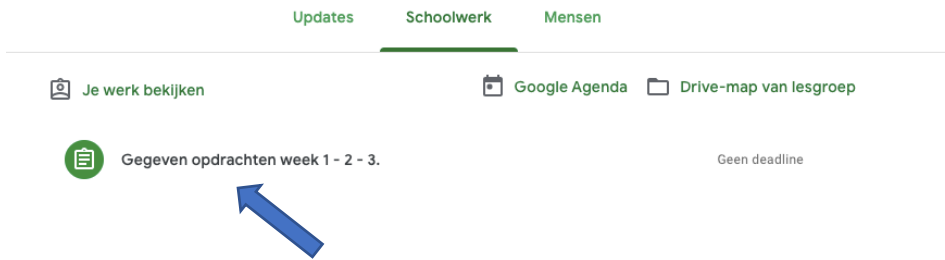 Updates Schoolwerk Mensen
Je werk bekijken Google Agenda Drive-map van lesgroep
Gegeven opdrachten week 1 - 2 - 3. Geen deadline